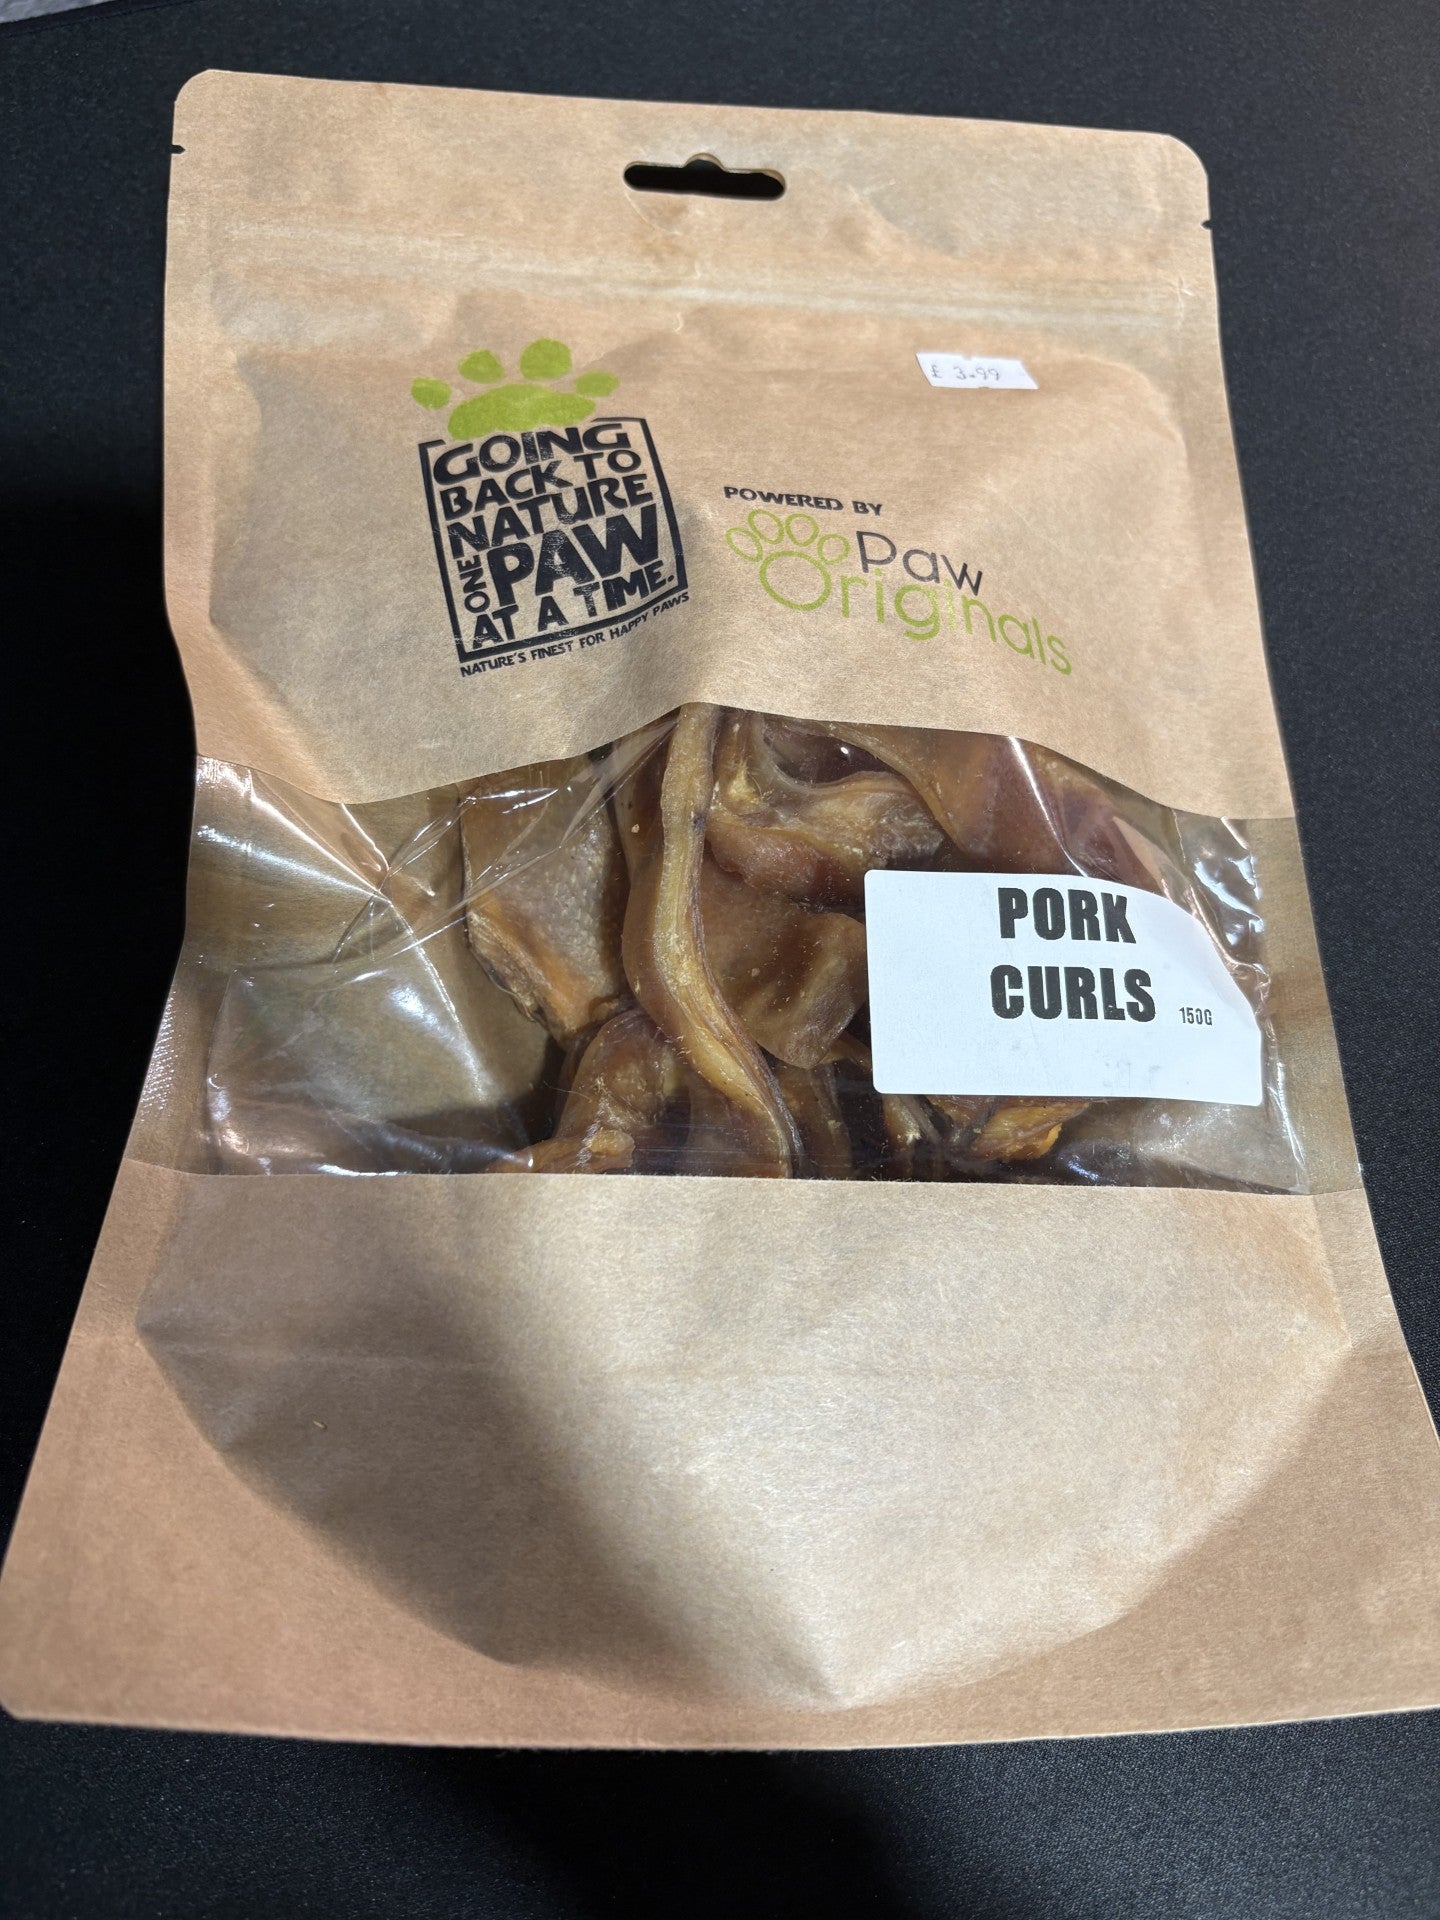 £ 3.99
GOING
BACK TO
NATURE
ONE PAW
AT A TIME.
NATURE'S FINEST FOR HAPPY PAWS
POWERED BY
Paw
Originals
PORK
CURLS 150G